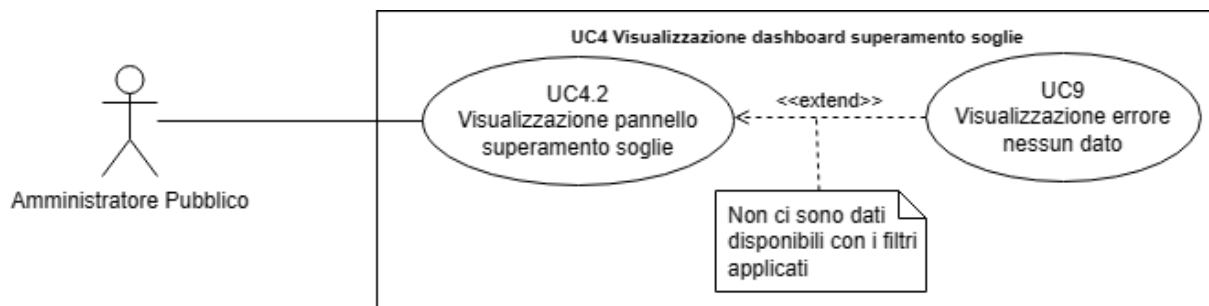 UC4 Visualizzazione dashboard superamento soglie
UC4.2
Visualizzazione pannello
superamento soglie
<<extend>>
UC9
Visualizzazione errore
nessun dato
Amministratore Pubblico
Non ci sono dati
disponibili con i filtri
applicati